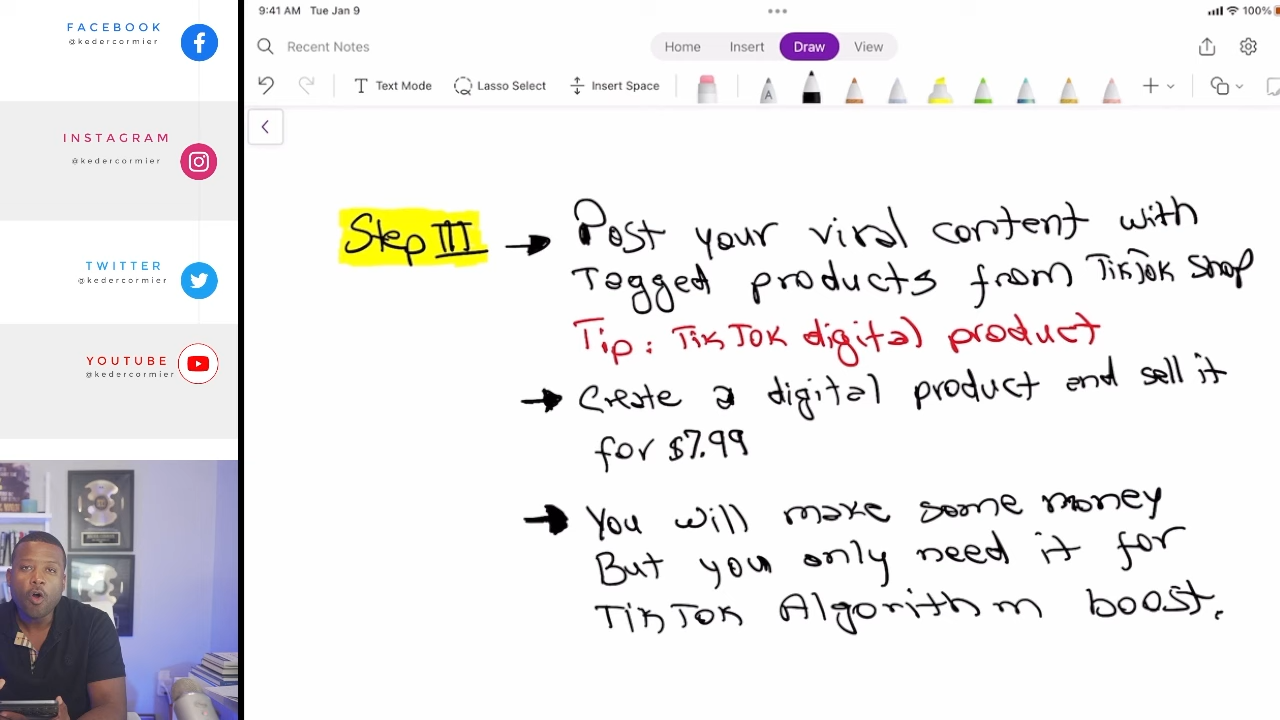 FACEBOOK
@kedercormier
INSTAGRAM
@kedercormier
TWITTER
@kedercormier
YOUTUBE
@kedercormier
9:41 AM Tue Jan 9
100%
Recent Notes
Home Insert Draw View
Text Mode Lasso Select Insert Space
A
Step III → Post your viral content with
Tagged products from TikTok Shop
Tip: TikTok digital product
→ Create a digital product and sell it
for $7.99
→ You will make some money
But you only need it for
TikTok Algorithm boost.